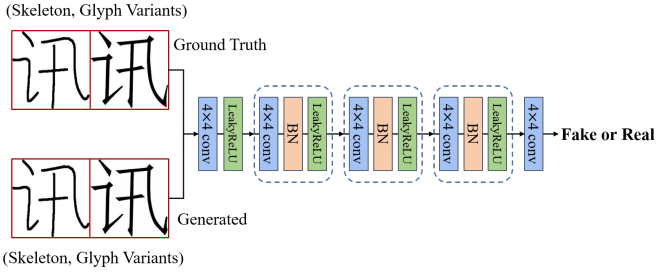 (Skeleton, Glyph Variants)
讯 讯
Ground Truth
4×4 conv
LeakyReLU
4×4 conv
BN
LeakyReLU
4×4 conv
BN
LeakyReLU
4×4 conv
BN
LeakyReLU
4×4 conv
Fake or Real
讯 讯
Generated
(Skeleton, Glyph Variants)